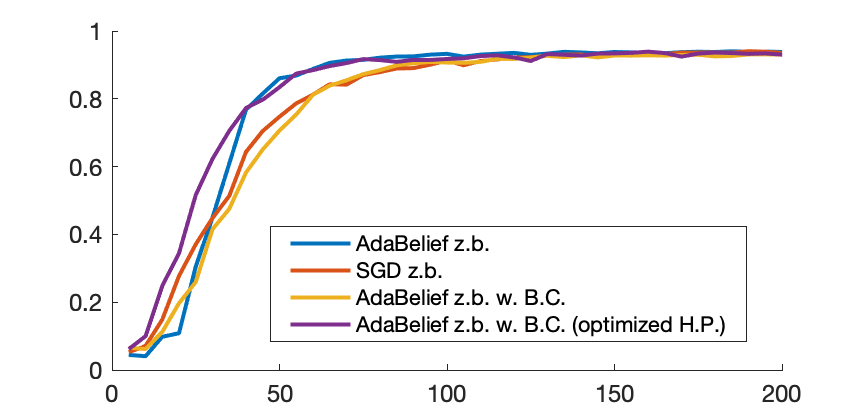 1
0.8
0.6
0.4
0.2
0
AdaBelief z.b.
SGD z.b.
AdaBelief z.b. w. B.C.
AdaBelief z.b. w. B.C. (optimized H.P.)
0 50 100 150 200